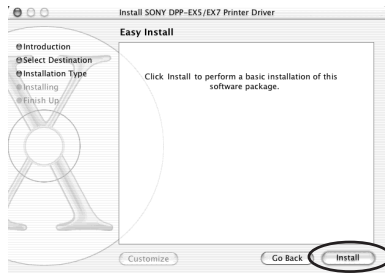 Install SONY DPP-EX5/EX7 Printer Driver
Easy Install
Introduction
Select Destination
Installation Type
Installing
Finish Up
Click Install to perform a basic installation of this
software package.
Customize
Go Back
Install